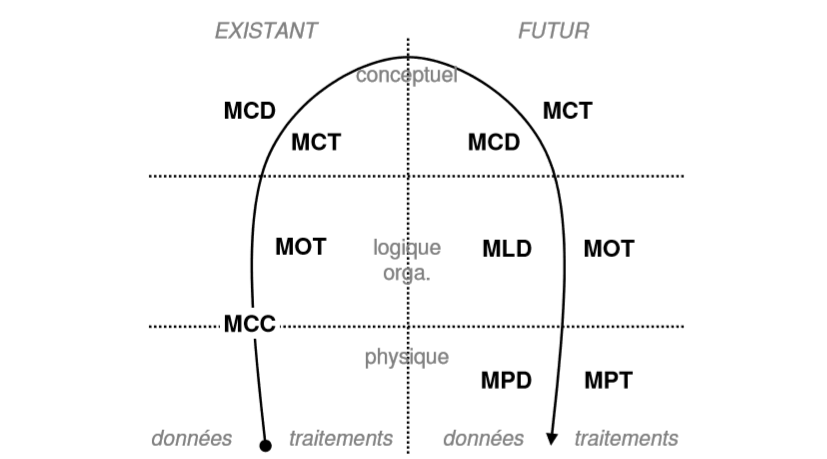 EXISTANT
FUTUR
conceptuel
MCD
MCT
MCT
MCD
MOT
logique
orga.
MLD
MOT
MCC
physique
MPD
MPT
données
traitements
données
traitements